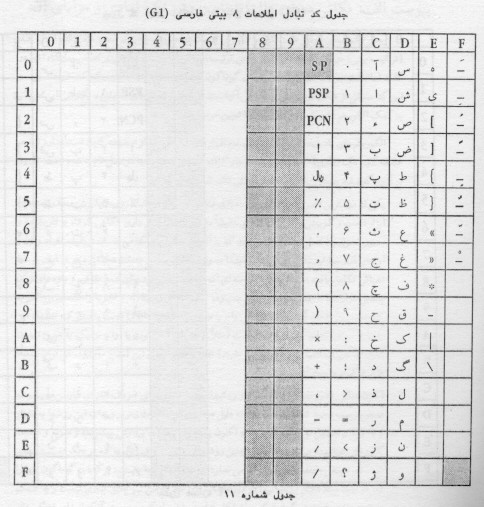 جدول کد تبادل اطلاعات ۸ بیتی فارسی (G1)
0 1 2 3 4 5 6 7 8 9 A B C D E F
0 SP ۰ آ س ه
1 PSP ۱ ا ش ی
2 PCN ۲ ء ص [
3 ! ۳ ب ض ]
4 ۴ پ ط {
5 ٪ ۵ ت ظ }
6 . ۶ ث ع «
7 ۷ ج غ »
8 ) ۸ چ ف *
9 ( ۹ ح ق -
A × : خ ک |
B + ؛ د گ \
C ، < ذ ل
D - = ر م
E > ز ن
F / ؟ ژ و
جدول شماره ۱۱